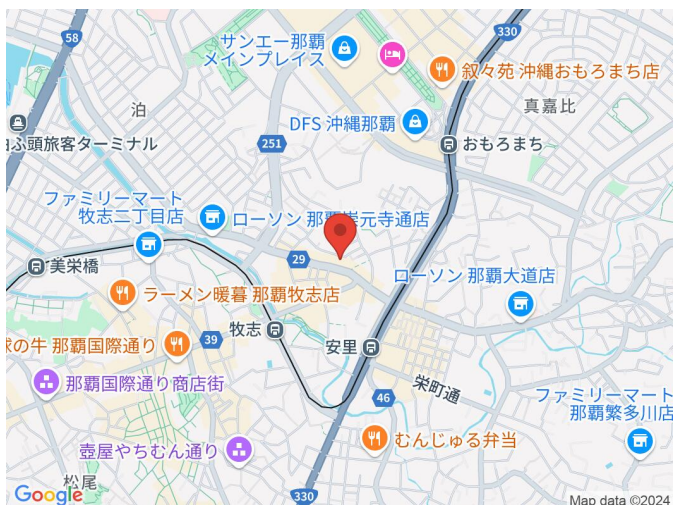 58
サンエー那覇
メインプレイス
330
叙々苑 沖縄おもろまち店
泊
真嘉比
DFS 沖縄那覇
ふ頭旅客ターミナル
251
おもろまち
ファミリーマート
牧志二丁目店
ローソン 那覇崇元寺通店
美栄橋
29
ローソン 那覇大道店
ラーメン暖暮 那覇牧志店
牧志
39
安里
球の牛 那覇国際通り
那覇国際通り商店街
46
栄町通
ファミリーマート
那覇繁多川店
むんじゅる弁当
壺屋やちむん通り
松尾
Google
330
Map data ©2024